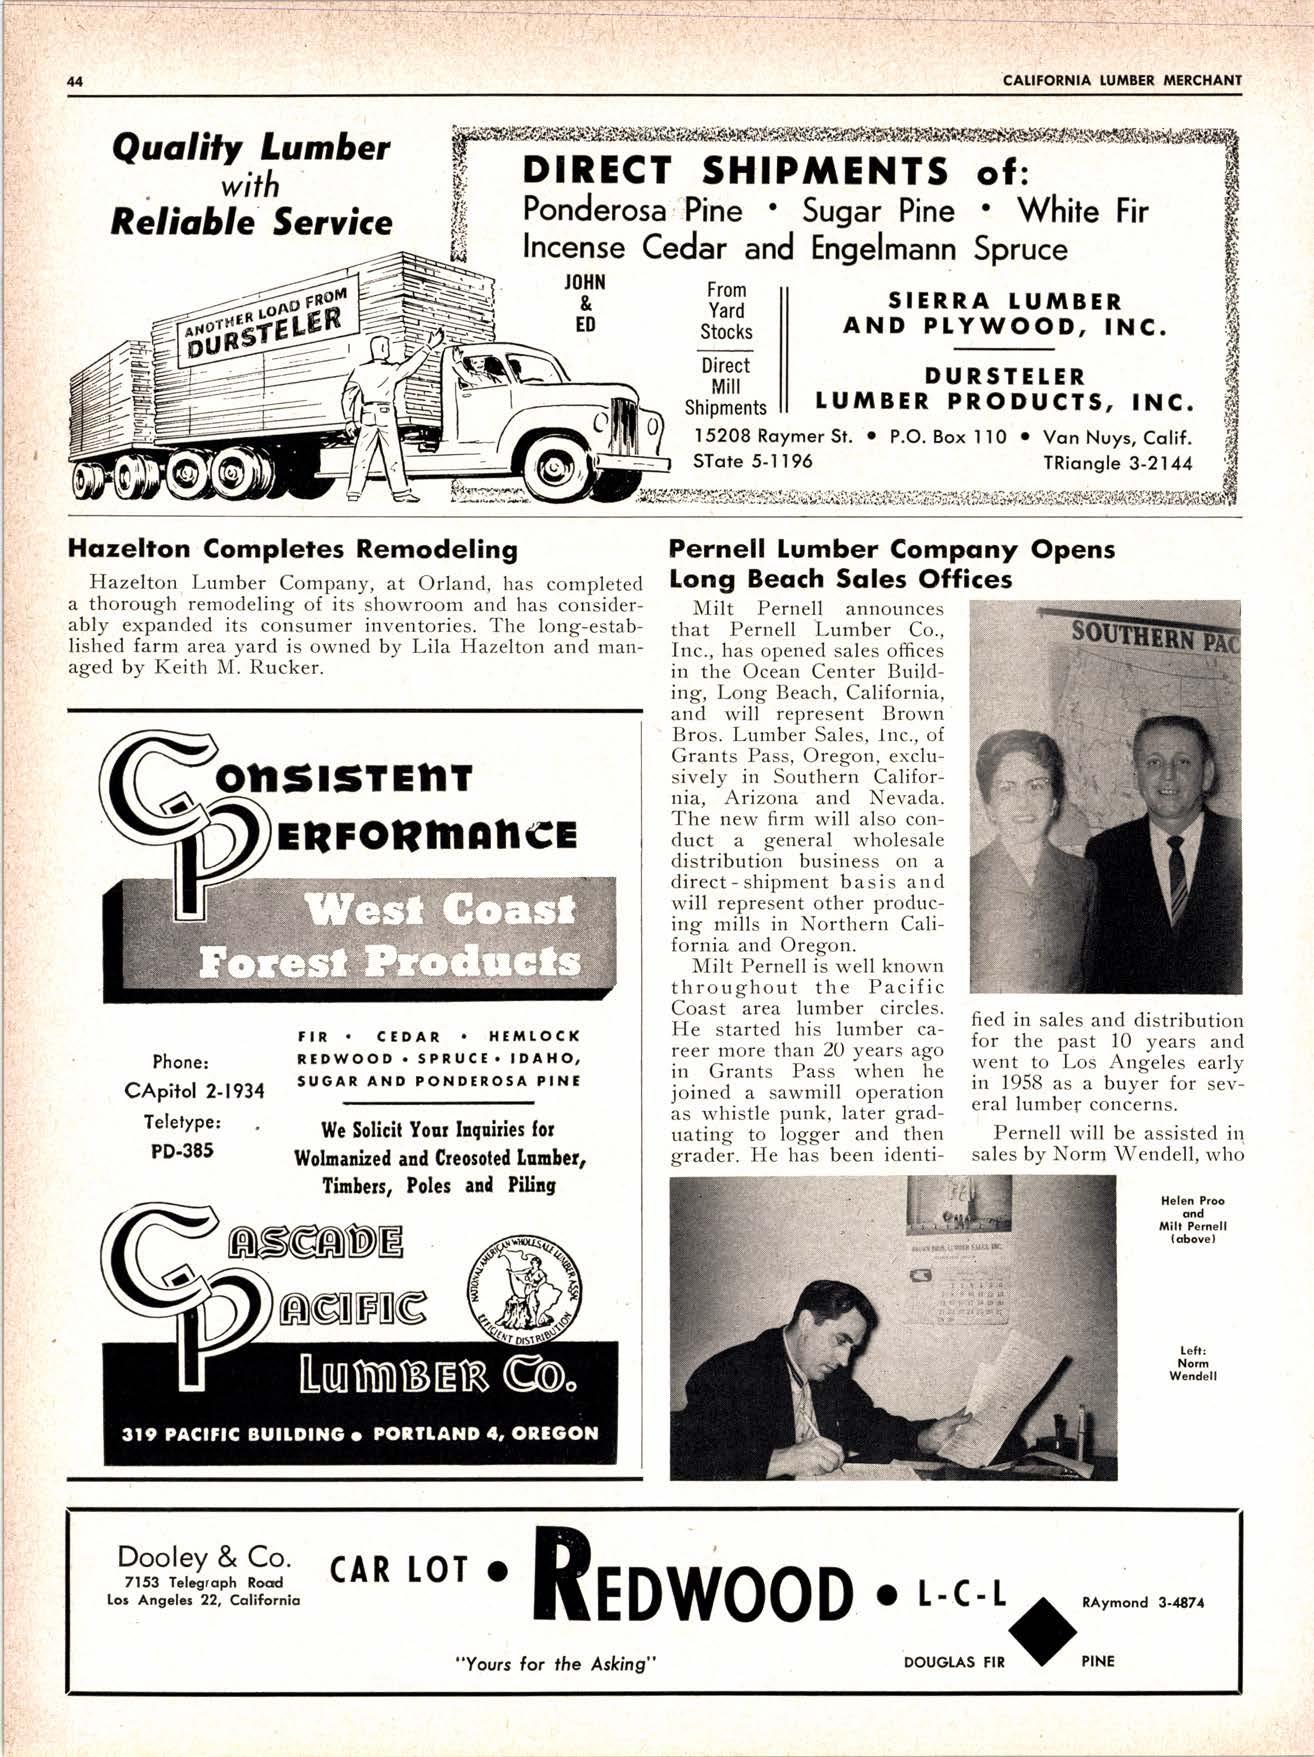 44
CALIFORNIA LUMBER MERCHANT
Quality Lumber
with
Reliable Service
ANOTHER LOAD FROM
DURSTELER
DIRECT SHIPMENTS of:
Ponderosa Pine • Sugar Pine • White Fir
Incense Cedar and Engelmann Spruce
JOHN
&
ED
From
Yard
Stocks
Direct
Mill
Shipments
SIERRA LUMBER
AND PLYWOOD, INC.
DURSTELER
LUMBER PRODUCTS, INC.
15208 Raymer St. • P.O. Box 110 • Van Nuys, Calif.
STate 5-1196 TRiangle 3-2144
Hazelton Completes Remodeling
Hazelton Lumber Company, at Orland, has completed
a thorough remodeling of its showroom and has consider-
ably expanded its consumer inventories. The long-estab-
lished farm area yard is owned by Lila Hazelton and man-
aged by Keith M. Rucker.
CONSISTENT
PERFORMANCE
West Coast
Forest Products
Phone:
CApitol 2-1934
Teletype:
PD-385
FIR • CEDAR • HEMLOCK
REDWOOD • SPRUCE • IDAHO,
SUGAR AND PONDEROSA PINE
We Solicit Your Inquiries for
Wolmanized and Creosoted Lumber,
Timbers, Poles and Piling
CASCADE
PACIFIC
LUMBER CO.
NATIONAL AMERICAN WHOLESALE LUMBER ASSN.
EFFICIENT DISTRIBUTION
319 PACIFIC BUILDING • PORTLAND 4, OREGON
Pernell Lumber Company Opens
Long Beach Sales Offices
Milt Pernell announces
that Pernell Lumber Co.,
Inc., has opened sales offices
in the Ocean Center Build-
ing, Long Beach, California,
and will represent Brown
Bros. Lumber Sales, Inc., of
Grants Pass, Oregon, exclu-
sively in Southern Califor-
nia, Arizona and Nevada.
The new firm will also con-
duct a general wholesale
distribution business on a
direct-shipment basis and
will represent other produc-
ing mills in Northern Cali-
fornia and Oregon.
Milt Pernell is well known
throughout the Pacific
Coast area lumber circles.
He started his lumber ca-
reer more than 20 years ago
in Grants Pass when he
joined a sawmill operation
as whistle punk, later grad-
uating to logger and then
grader. He has been identi-
SOUTHERN PAC
fied in sales and distribution
for the past 10 years and
went to Los Angeles early
in 1958 as a buyer for sev-
eral lumber concerns.
Pernell will be assisted in
sales by Norm Wendell, who
BROWN BROS. LUMBER SALES, INC.
Helen Proo
and
Milt Pernell
(above)
Left:
Norm
Wendell
Dooley & Co.
7153 Telegraph Road
Los Angeles 22, California
CAR LOT • REDWOOD • L-C-L
RAymond 3-4874
"Yours for the Asking"
DOUGLAS FIR PINE